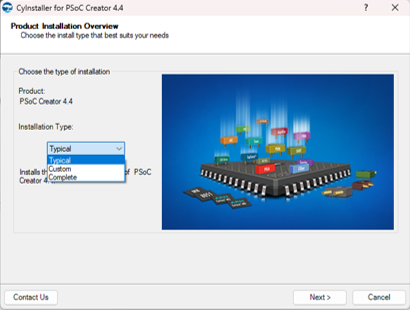 CyInstaller for PSoC Creator 4.4
Product Installation Overview
Choose the install type that best suits your needs
Choose the type of installation
Product:
PSoC Creator 4.4
Installation Type:
Typical
Typical
Custom
Complete
Installs th of PSoC
Creator 4.
Contact Us
Next >
Cancel